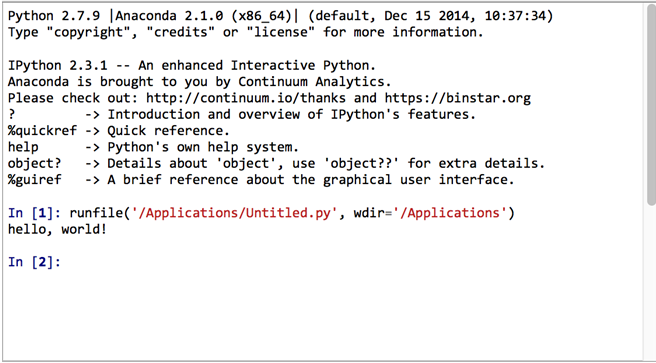 Python 2.7.9 |Anaconda 2.1.0 (x86_64)| (default, Dec 15 2014, 10:37:34)
Type "copyright", "credits" or "license" for more information.
IPython 2.3.1 -- An enhanced Interactive Python.
Anaconda is brought to you by Continuum Analytics.
Please check out: http://continuum.io/thanks and https://binstar.org
?         -> Introduction and overview of IPython's features.
%quickref -> Quick reference.
help      -> Python's own help system.
object?   -> Details about 'object', use 'object??' for extra details.
%guiref   -> A brief reference about the graphical user interface.
In [1]: runfile('/Applications/Untitled.py', wdir='/Applications')
hello, world!
In [2]: